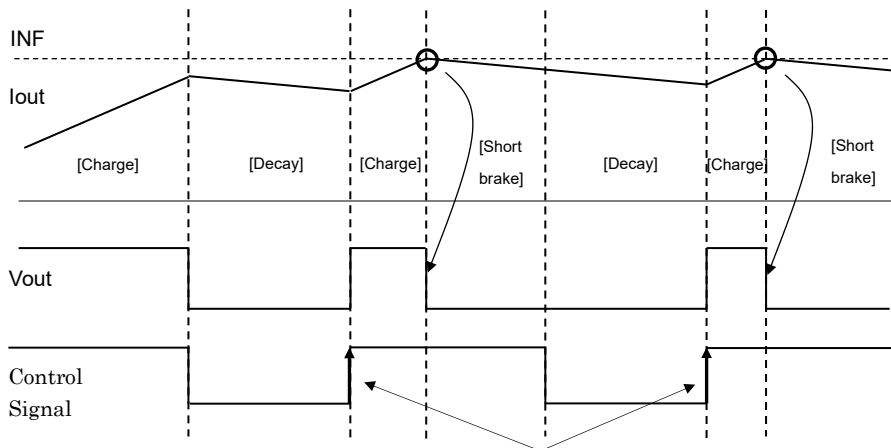 INF
Iout
[Charge]
[Decay]
[Charge]
[Short
brake]
[Decay]
[Charge]
[Short
brake]
Vout
Control
Signal